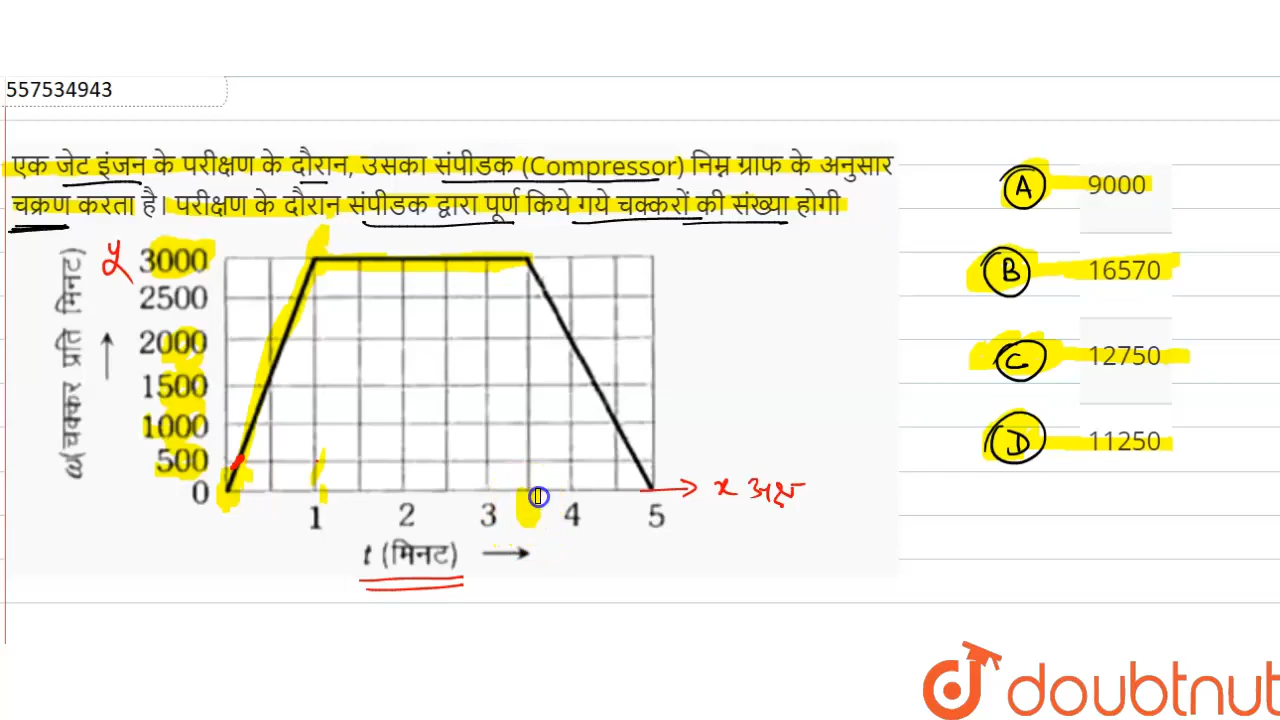 557534943
एक जेट इंजन के परीक्षण के दौरान, उसका संपीडक (Compressor) निम्न ग्राफ के अनुसार
चक्रण करता है। परीक्षण के दौरान संपीडक द्वारा पूर्ण किये गये चक्करों की संख्या होगी
y
ω(चक्कर प्रति मिनट)
3000
2500
2000
1500
1000
500
0
1 2 3 4 5
x अक्ष
t (मिनट)
A 9000
B 16570
C 12750
D 11250
doubtnut